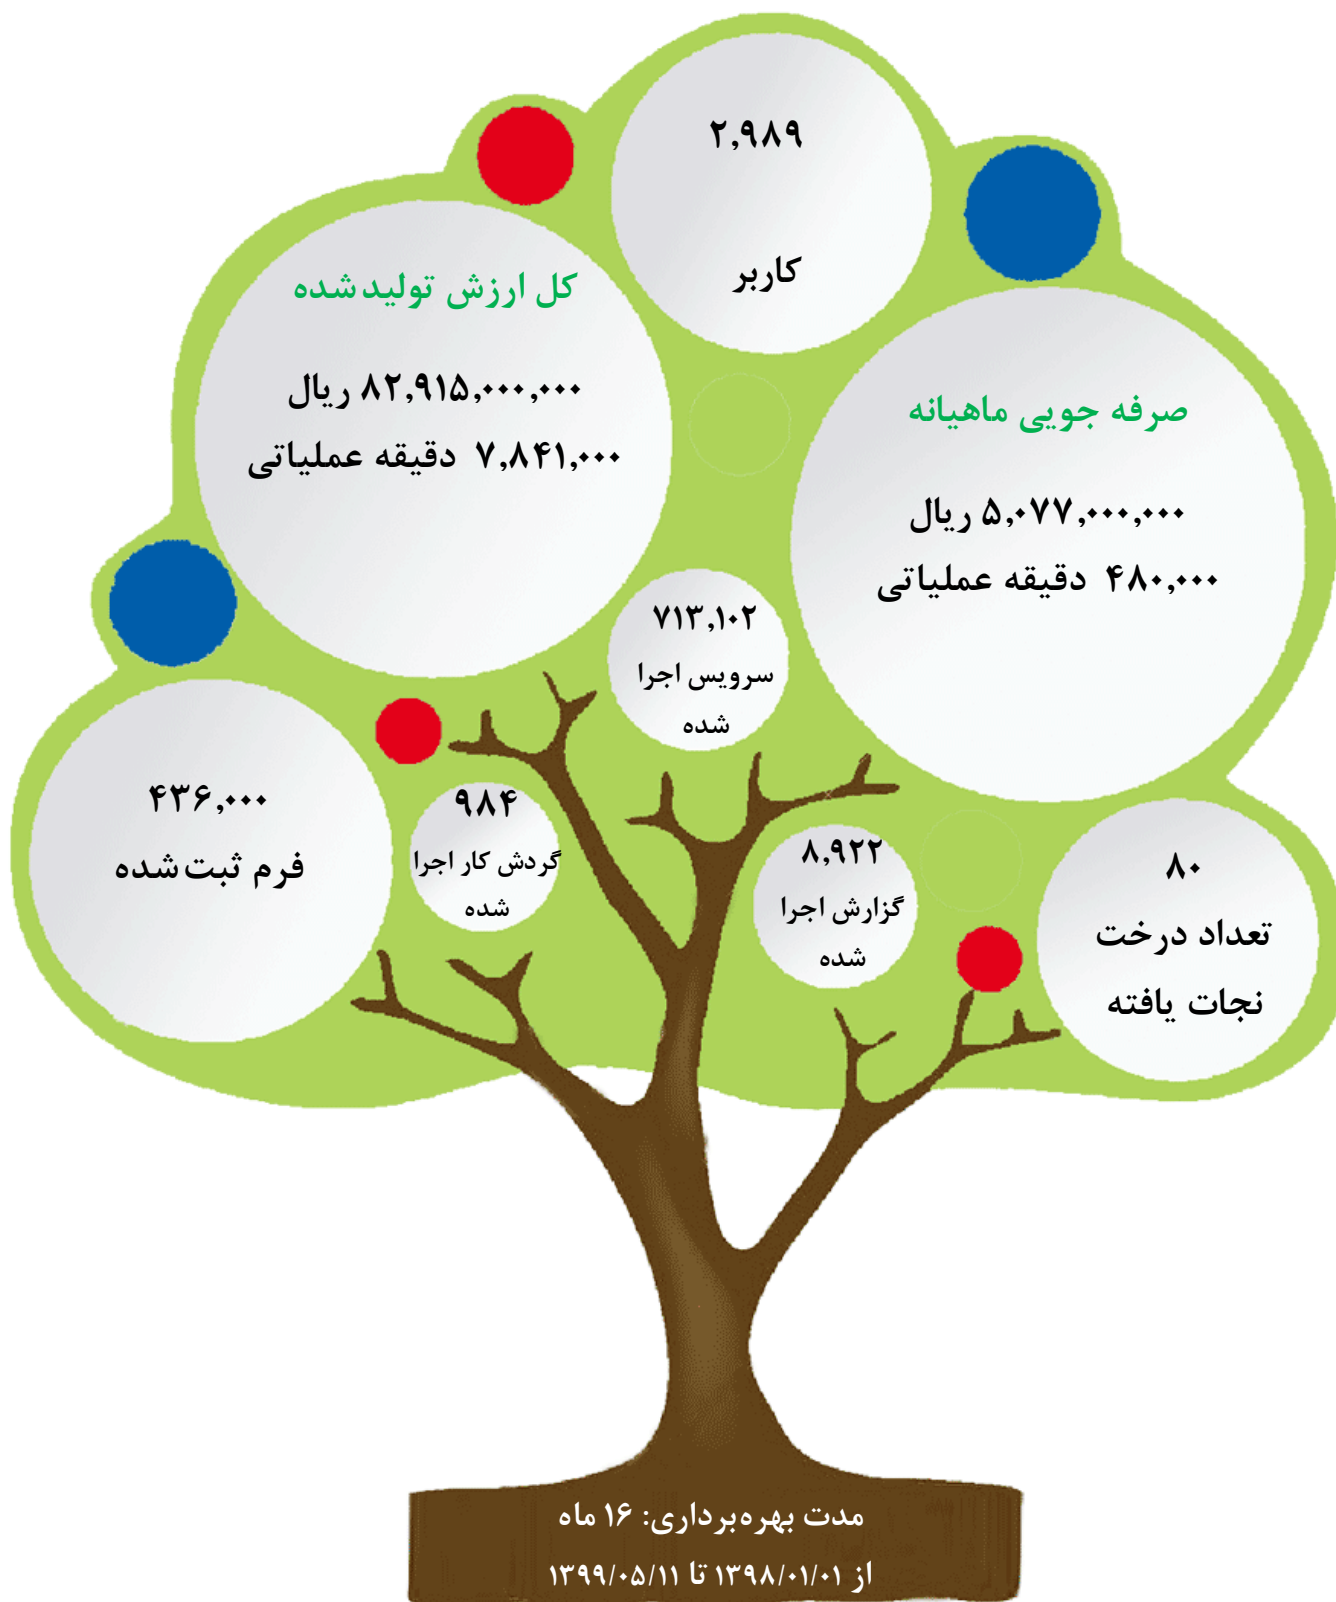 ۲,۹۸۹
کاربر
کل ارزش تولیدشده
۸۲,۹۱۵,۰۰۰,۰۰۰ ریال
۷,۸۴۱,۰۰۰ دقیقه عملیاتی
صرفه جویی ماهیانه
۵,۰۷۷,۰۰۰,۰۰۰ ریال
۴۸۰,۰۰۰ دقیقه عملیاتی
۷۱۳,۱۰۲
سرویس اجرا
شده
۴۳۶,۰۰۰
فرم ثبت‌شده
۹۸۴
گردش کار اجرا
شده
۸,۹۲۲
گزارش اجرا
شده
۸۰
تعداد درخت
نجات یافته
مدت بهره‌برداری: ۱۶ ماه
از ۱۳۹۸/۰۱/۰۱ تا ۱۳۹۹/۰۵/۱۱